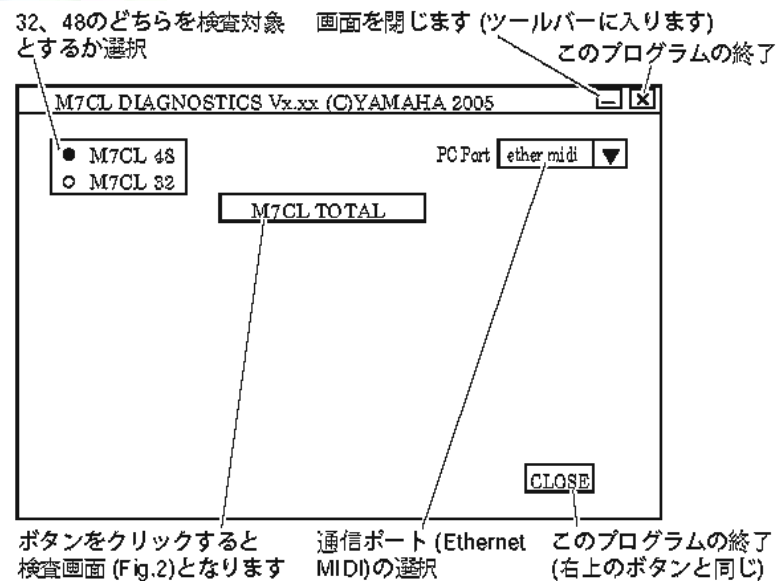 32、48のどちらを検査対象
とするか選択
画面を閉じます (ツールバーに入ります)
このプログラムの終了
M7CL DIAGNOSTICS Vx.xx (C)YAMAHA 2005
M7CL 48
M7CL 32
PC Port
ether midi
M7CL TOTAL
CLOSE
ボタンをクリックすると
検査画面 (Fig.2)となります
通信ポート (Ethernet
MIDI)の選択
このプログラムの終了
(右上のボタンと同じ)